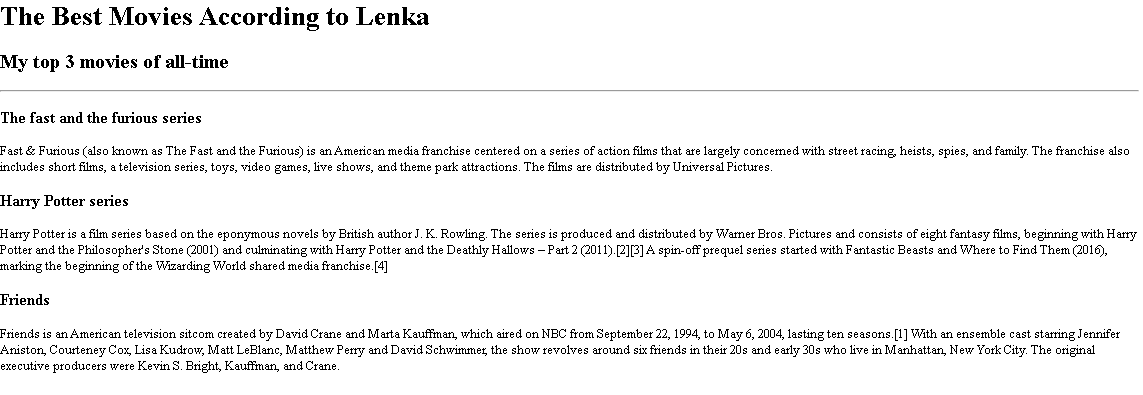 The Best Movies According to Lenka
My top 3 movies of all-time
The fast and the furious series
Fast & Furious (also known as The Fast and the Furious) is an American media franchise centered on a series of action films that are largely concerned with street racing, heists, spies, and family. The franchise also
includes short films, a television series, toys, video games, live shows, and theme park attractions. The films are distributed by Universal Pictures.
Harry Potter series
Harry Potter is a film series based on the eponymous novels by British author J. K. Rowling. The series is produced and distributed by Warner Bros. Pictures and consists of eight fantasy films, beginning with Harry
Potter and the Philosopher's Stone (2001) and culminating with Harry Potter and the Deathly Hallows – Part 2 (2011).[2][3] A spin-off prequel series started with Fantastic Beasts and Where to Find Them (2016),
marking the beginning of the Wizarding World shared media franchise.[4]
Friends
Friends is an American television sitcom created by David Crane and Marta Kauffman, which aired on NBC from September 22, 1994, to May 6, 2004, lasting ten seasons.[1] With an ensemble cast starring Jennifer
Aniston, Courteney Cox, Lisa Kudrow, Matt LeBlanc, Matthew Perry and David Schwimmer, the show revolves around six friends in their 20s and early 30s who live in Manhattan, New York City. The original
executive producers were Kevin S. Bright, Kauffman, and Crane.